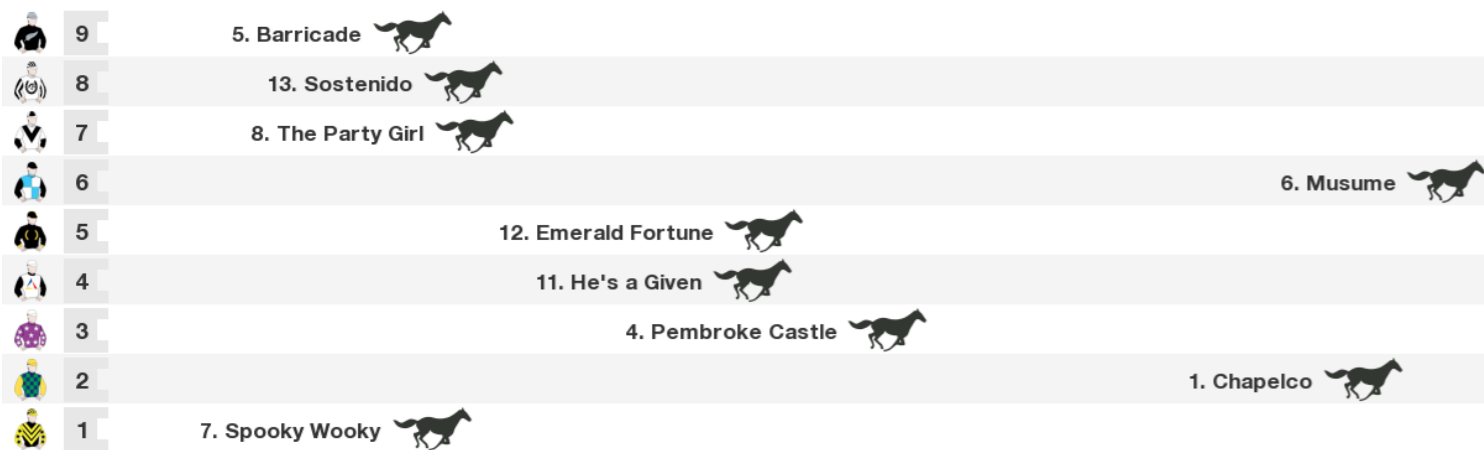 9 5. Barricade
8 13. Sostenido
7 8. The Party Girl
6 6. Musume
5 12. Emerald Fortune
4 11. He's a Given
3 4. Pembroke Castle
2 1. Chapelco
1 7. Spooky Wooky